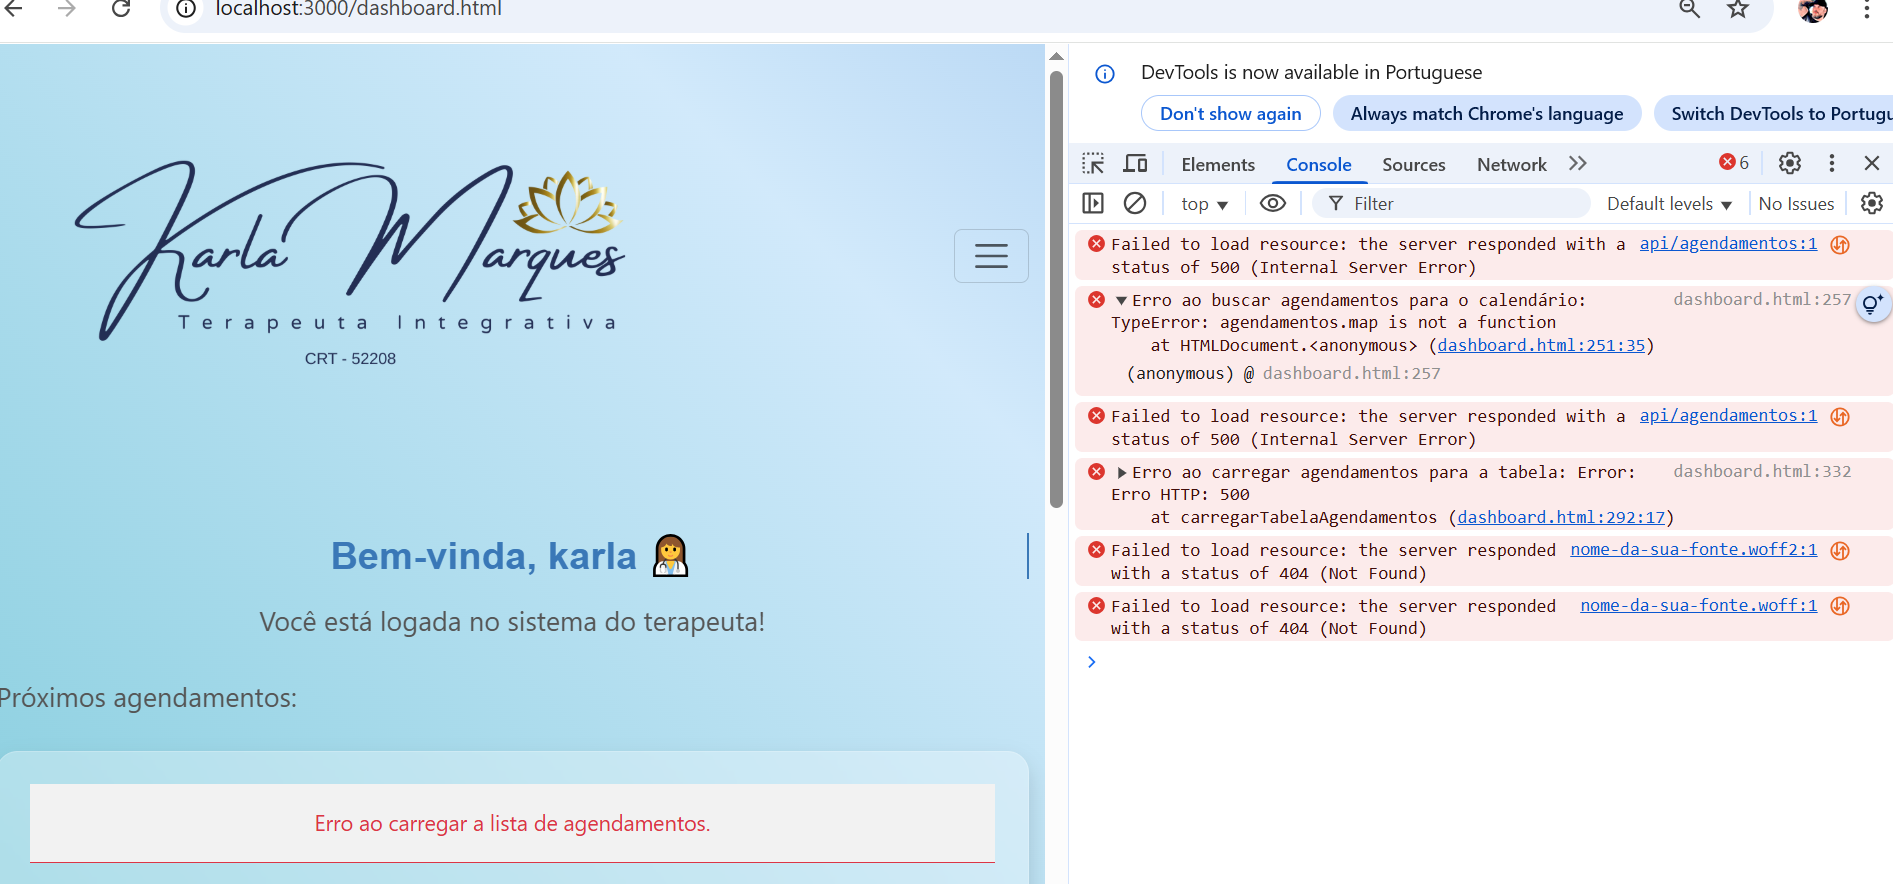 localhost:3000/dashboard.html
Karla Marques
Terapeuta Integrativa
CRT - 52208
Bem-vinda, karla
Você está logada no sistema do terapeuta!
Próximos agendamentos:
Erro ao carregar a lista de agendamentos.
DevTools is now available in Portuguese
Don't show again
Always match Chrome's language
Switch DevTools to Portugu
Elements
Console
Sources
Network
6
top
Filter
Default levels
No Issues
Failed to load resource: the server responded with a api/agendamentos:1
status of 500 (Internal Server Error)
Erro ao buscar agendamentos para o calendário: dashboard.html:257
TypeError: agendamentos.map is not a function
at HTMLDocument.<anonymous> (dashboard.html:251:35)
(anonymous) @ dashboard.html:257
Failed to load resource: the server responded with a api/agendamentos:1
status of 500 (Internal Server Error)
Erro ao carregar agendamentos para a tabela: Error: dashboard.html:332
Erro HTTP: 500
at carregarTabelaAgendamentos (dashboard.html:292:17)
Failed to load resource: the server responded nome-da-sua-fonte.woff2:1
with a status of 404 (Not Found)
Failed to load resource: the server responded nome-da-sua-fonte.woff:1
with a status of 404 (Not Found)